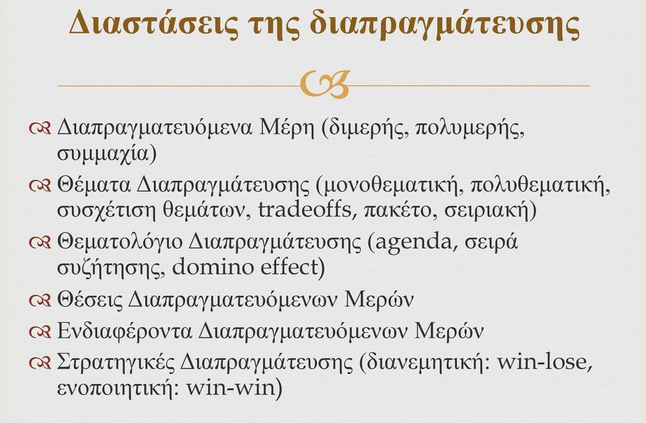 Διαστάσεις της διαπραγμάτευσης
Διαπραγματευόμενα Μέρη (διμερής, πολυμερής,
συμμαχία)
Θέματα Διαπραγμάτευσης (μονοθεματική, πολυθεματική,
συσχέτιση θεμάτων, tradeoffs, πακέτο, σειριακή)
Θεματολόγιο Διαπραγμάτευσης (agenda, σειρά
συζήτησης, domino effect)
Θέσεις Διαπραγματευόμενων Μερών
Ενδιαφέροντα Διαπραγματευόμενων Μερών
Στρατηγικές Διαπραγμάτευσης (διανεμητική: win-lose,
ενοποιητική: win-win)